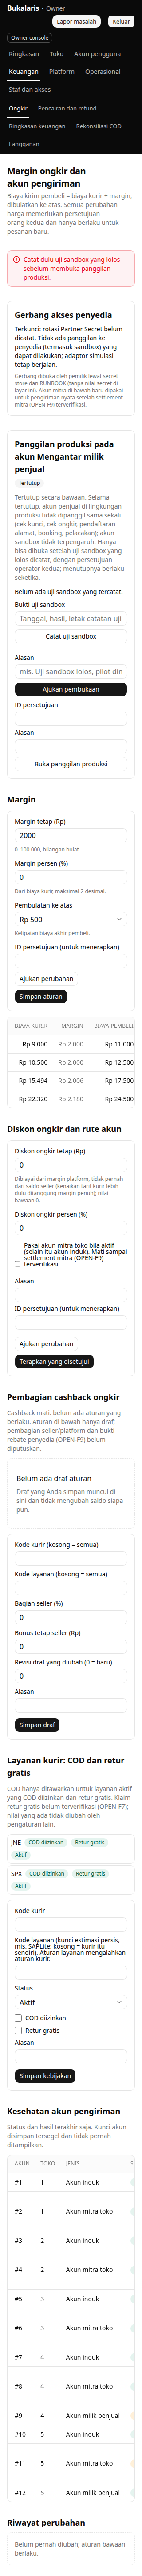 Bukalaris · Owner
Lapor masalah
Keluar
Owner console
Ringkasan Toko Akun pengguna
Keuangan Platform Operasional
Staf dan akses
Ongkir Pencairan dan refund
Ringkasan keuangan Rekonsiliasi COD
Langganan
Margin ongkir dan
akun pengiriman
Biaya kirim pembeli = biaya kurir + margin,
dibulatkan ke atas. Semua perubahan
harga memerlukan persetujuan
orang kedua dan hanya berlaku untuk
pesanan baru.
Catat dulu uji sandbox yang lolos
sebelum membuka panggilan
produksi.
Gerbang akses penyedia
Terkunci: rotasi Partner Secret belum
dicatat. Tidak ada panggilan ke
penyedia (termasuk sandbox) yang
dapat dilakukan; adaptor simulasi
tetap berjalan.
Gerbang dibuka oleh pemilik lewat secret
store dan RUNBOOK (tanpa nilai secret di
layar ini). Akun mitra di-bawah baru dipakai
untuk pengiriman nyata setelah settlement
mitra (OPEN-F9) terverifikasi.
Panggilan produksi pada
akun Mengantar milik
penjual
Tertutup
Tertutup secara bawaan. Selama
tertutup, akun penjual di lingkungan
produksi tidak dipanggil sama sekali
(cek kunci, cek ongkir, pendaftaran
alamat, booking, pelacakan); akun
sandbox tidak terpengaruh. Hanya
bisa dibuka setelah uji sandbox yang
lolos dicatat, dengan persetujuan
operator kedua; menutupnya berlaku
seketika.
Belum ada uji sandbox yang tercatat.
Bukti uji sandbox
Tanggal, hasil, letak catatan uji
Catat uji sandbox
Alasan
mis. Uji sandbox lolos, pilot dim
Ajukan pembukaan
ID persetujuan
Alasan
Buka panggilan produksi
Margin
Margin tetap (Rp)
2000
0–100.000, bilangan bulat.
Margin persen (%)
0
Dari biaya kurir, maksimal 2 desimal.
Pembulatan ke atas
Rp 500
Kelipatan biaya akhir pembeli.
ID persetujuan (untuk menerapkan)
Ajukan perubahan
Simpan aturan
BIAYA KURIR MARGIN BIAYA PEMBELI
Rp 9.000 Rp 2.000 Rp 11.000
Rp 10.500 Rp 2.000 Rp 12.500
Rp 15.494 Rp 2.006 Rp 17.500
Rp 22.320 Rp 2.180 Rp 24.500
Diskon ongkir dan rute akun
Diskon ongkir tetap (Rp)
0
Dibiayai dari margin platform, tidak pernah
dari saldo seller (kenaikan tarif kurir lebih
dulu ditanggung margin penuh); nilai
bawaan 0.
Diskon ongkir persen (%)
0
Pakai akun mitra toko bila aktif
(selain itu akun induk). Mati sampai
settlement mitra (OPEN-F9)
terverifikasi.
Alasan
ID persetujuan (untuk menerapkan)
Ajukan perubahan
Terapkan yang disetujui
Pembagian cashback ongkir
Cashback mati: belum ada aturan yang
berlaku. Aturan di bawah hanya draf;
pembagian seller/platform dan bukti
rebate penyedia (OPEN-F9) belum
diputuskan.
Belum ada draf aturan
Draf yang Anda simpan muncul di
sini dan tidak mengubah saldo siapa
pun.
Kode kurir (kosong = semua)
Kode layanan (kosong = semua)
Bagian seller (%)
0
Bonus tetap seller (Rp)
0
Revisi draf yang diubah (0 = baru)
0
Alasan
Simpan draf
Layanan kurir: COD dan retur
gratis
COD hanya ditawarkan untuk layanan aktif
yang COD diizinkan dan retur gratis. Klaim
retur gratis belum terverifikasi (OPEN-F7);
nilai yang tidak diubah oleh
pengaturan lain.
JNE COD diizinkan Retur gratis
Aktif
SPX COD diizinkan Retur gratis
Aktif
Kode kurir
Kode layanan (kunci estimasi persis,
mis. SAPLite; kosong = kurir itu
sendiri). Aturan layanan mengalahkan
aturan kurir.
Status
Aktif
COD diizinkan
Retur gratis
Alasan
Simpan kebijakan
Kesehatan akun pengiriman
Status dan hasil terakhir saja. Kunci akun
disimpan tersegel dan tidak pernah
ditampilkan.
AKUN TOKO JENIS ST
#1 1 Akun induk
#2 1 Akun mitra toko
#3 2 Akun induk
#4 2 Akun mitra toko
#5 3 Akun induk
#6 3 Akun mitra toko
#7 4 Akun induk
#8 4 Akun mitra toko
#9 4 Akun milik penjual
#10 5 Akun induk
#11 5 Akun mitra toko
#12 5 Akun milik penjual
Riwayat perubahan
Belum pernah diubah; aturan bawaan
berlaku.